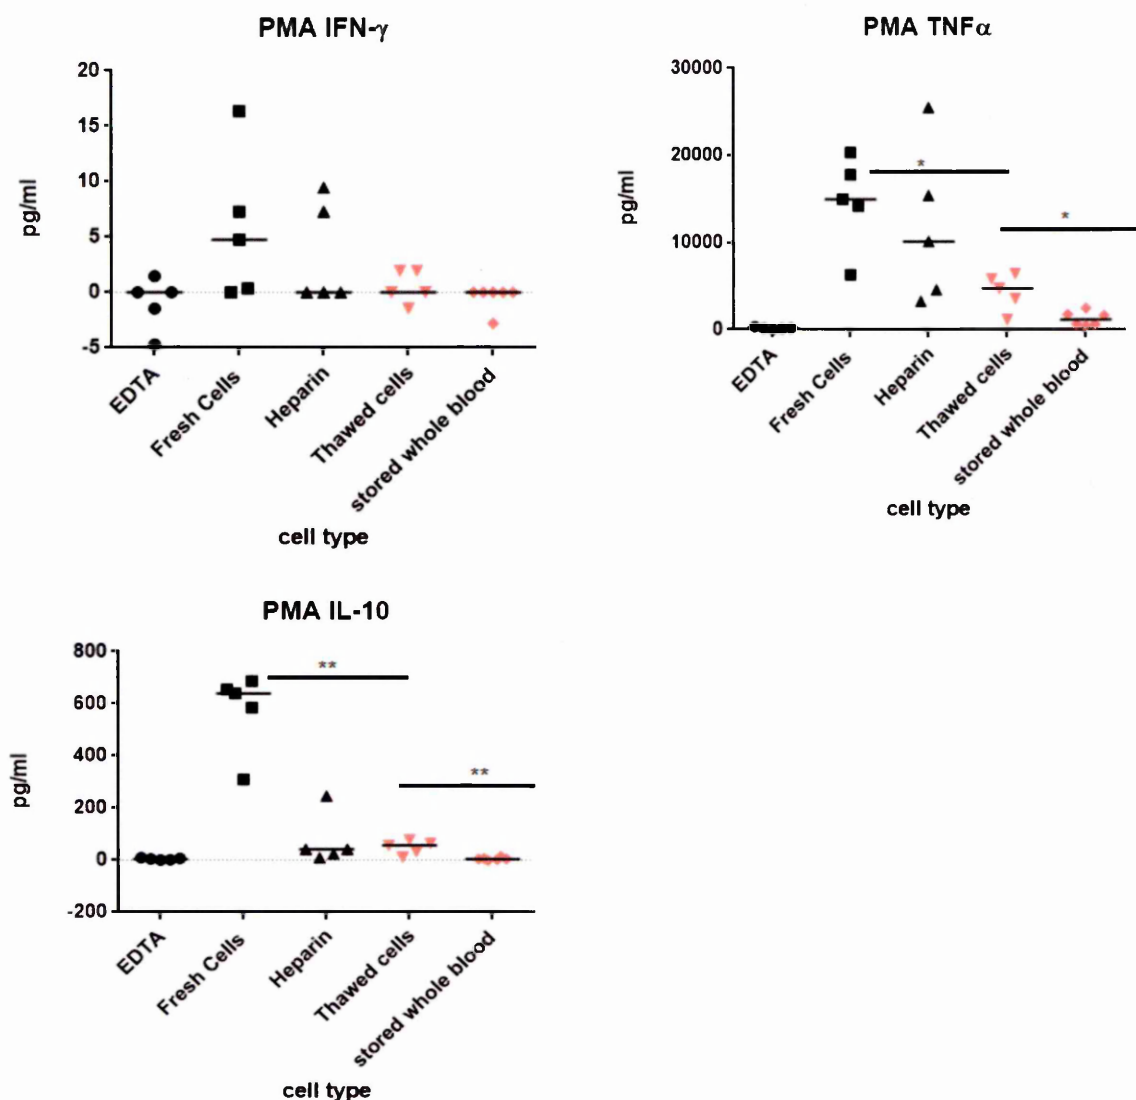 PMA IFN-γ
20
15
10
5
0
-5
pg/ml
EDTA
Fresh Cells
Heparin
Thawed cells
stored whole blood
cell type
PMA TNFα
30000
20000
10000
0
pg/ml
*
*
EDTA
Fresh Cells
Heparin
Thawed cells
stored whole blood
cell type
PMA IL-10
800
600
400
200
0
-200
pg/ml
**
**
EDTA
Fresh Cells
Heparin
Thawed cells
stored whole blood
cell type